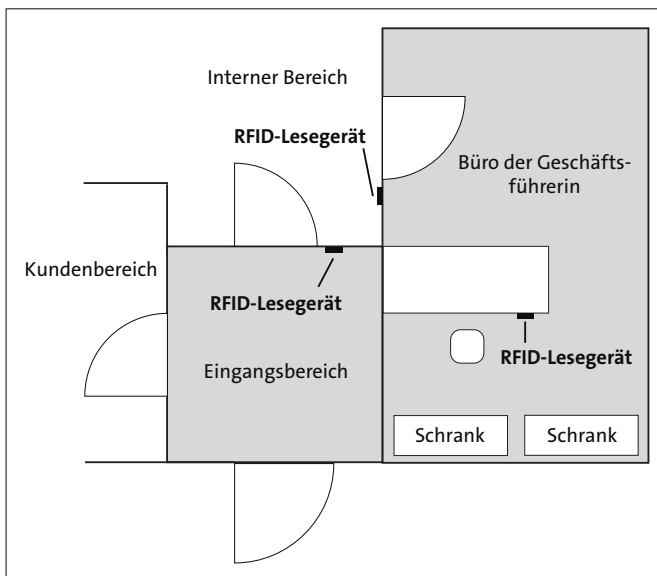 Interner Bereich
RFID-Lesegerät
Büro der Geschäfts-
führerin
Kundenbereich
RFID-Lesegerät
RFID-Lesegerät
Eingangsbereich
Schrank
Schrank